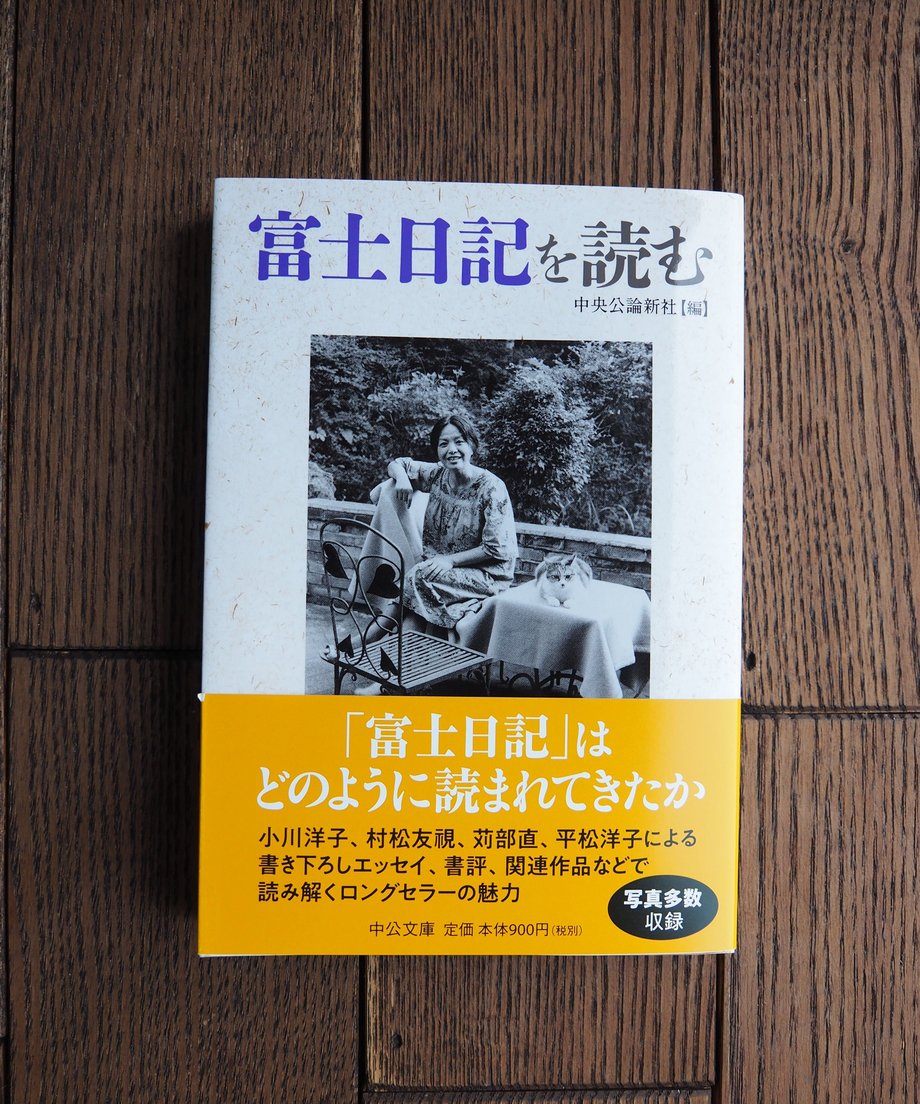 富士日記を読む
中央公論新社【編】
「富士日記」は
どのように読まれてきたか
小川洋子、村松友視、苅部直、平松洋子による
書き下ろしエッセイ、書評、関連作品などで
読み解くロングセラーの魅力
写真多数
収録
中公文庫 定価 本体900円(税別)